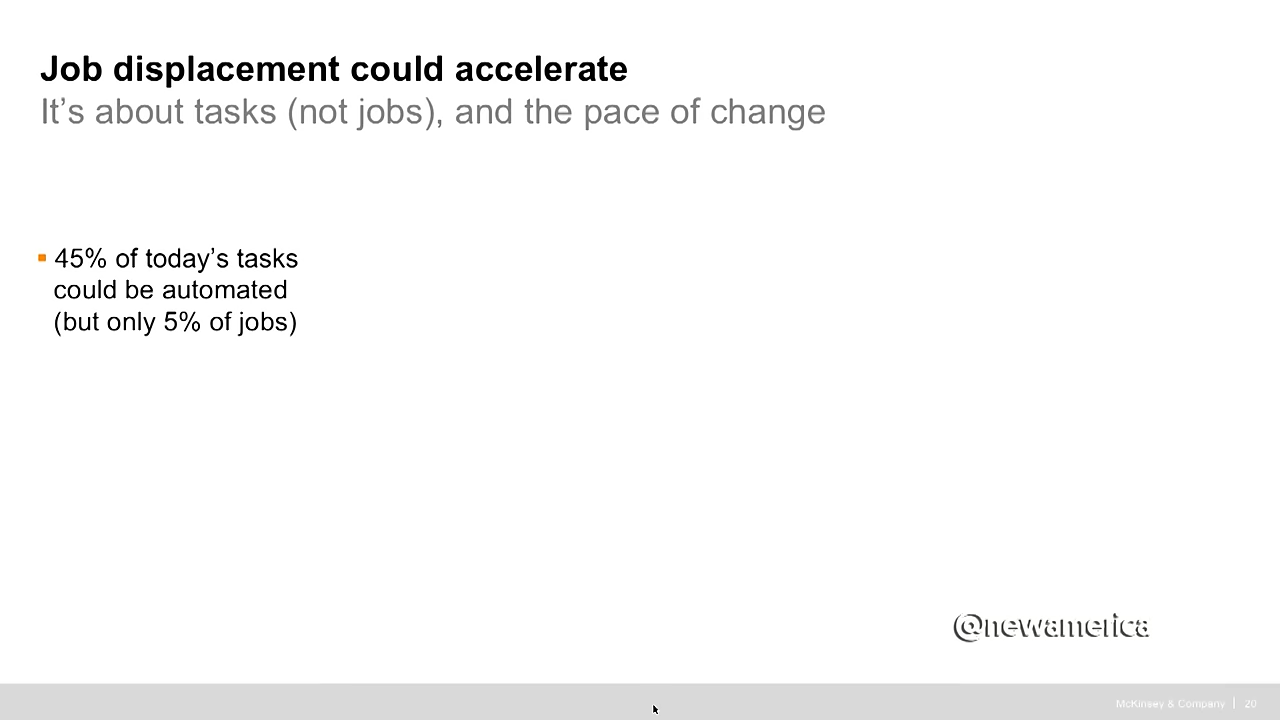 Job displacement could accelerate
It's about tasks (not jobs), and the pace of change
45% of today's tasks
could be automated
(but only 5% of jobs)
@newamerica
McKinsey & Company | 20